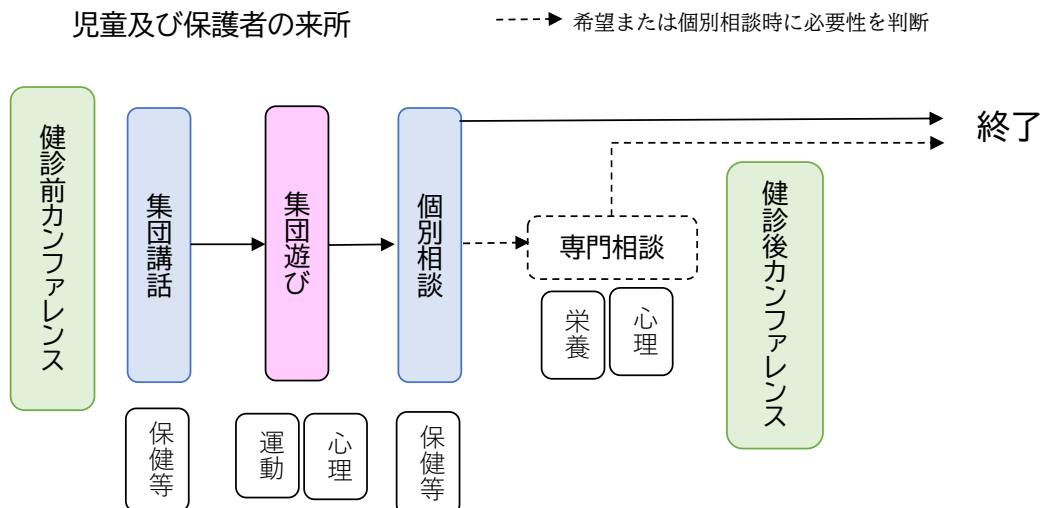 児童及び保護者の来所
希望または個別相談時に必要性を判断
健診前カンファレンス
集団講話
集団遊び
個別相談
専門相談
健診後カンファレンス
終了
保健等
運動
心理
保健等
栄養
心理